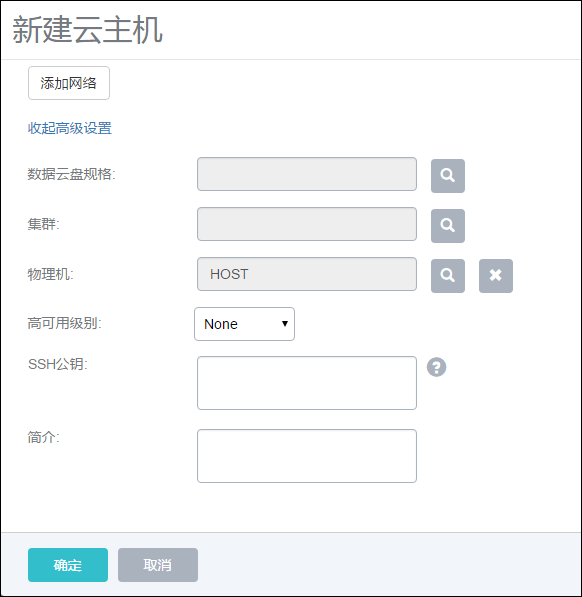 新建云主机
添加网络
收起高级设置
数据云盘规格:
集群:
物理机: HOST
高可用级别: None
SSH公钥:
简介:
确定 取消